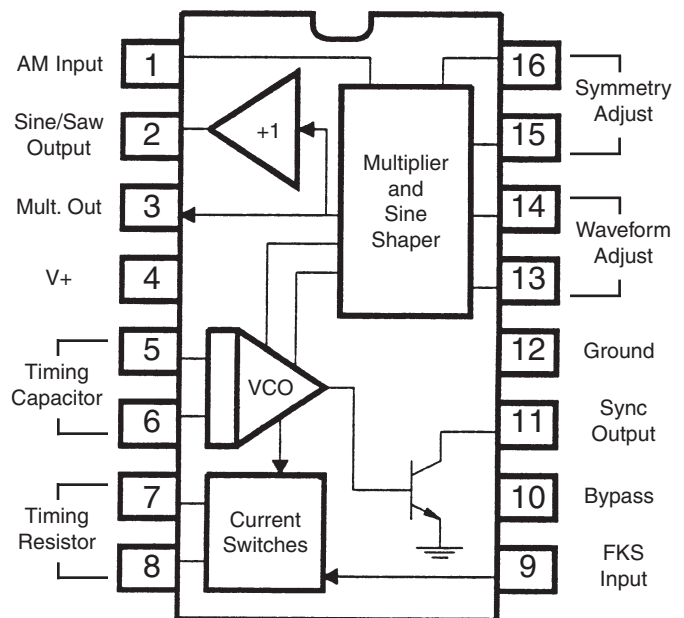 AM Input
1
Sine/Saw
Output
2
Mult. Out
3
V+
4
Timing
Capacitor
5
6
Timing
Resistor
7
8
+1
Multiplier
and
Sine
Shaper
VCO
Current
Switches
16
Symmetry
Adjust
15
14
Waveform
Adjust
13
12
Ground
11
Sync
Output
10
Bypass
9
FKS
Input